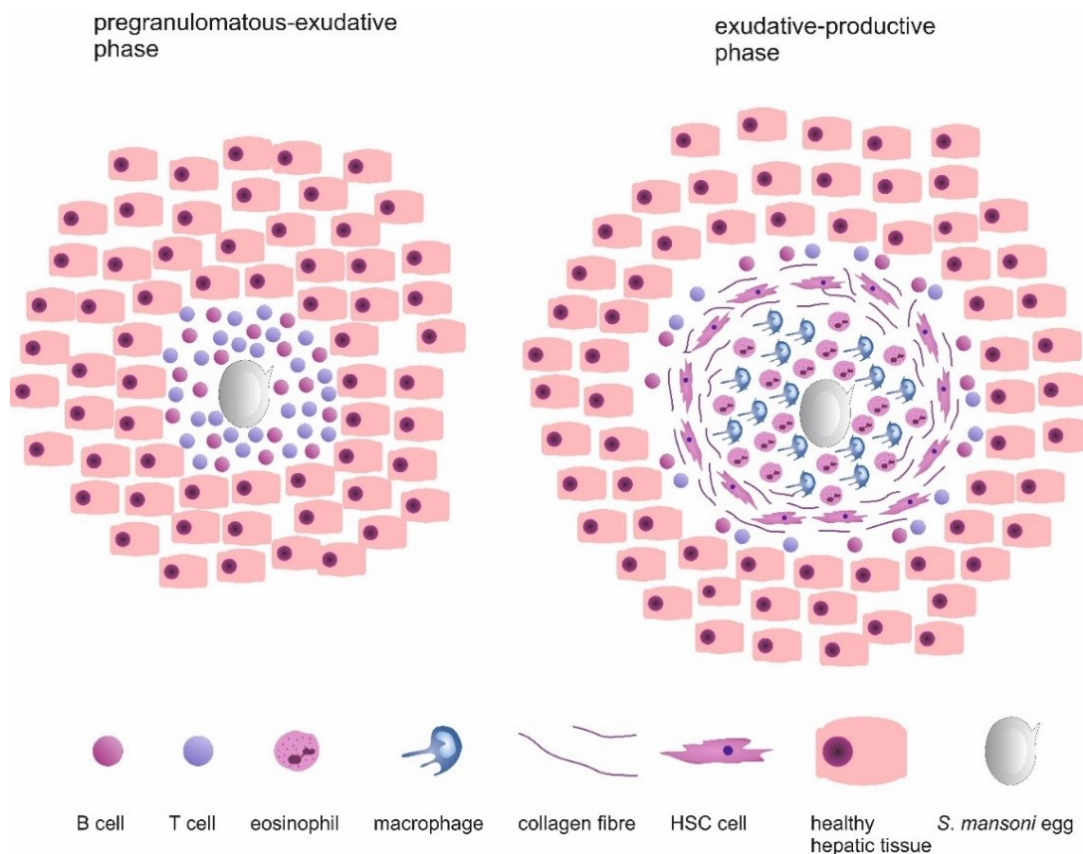 pregranulomatous-exudative
phase
exudative-productive
phase
B cell
T cell
eosinophil
macrophage
collagen fibre
HSC cell
healthy
hepatic tissue
S. mansoni egg